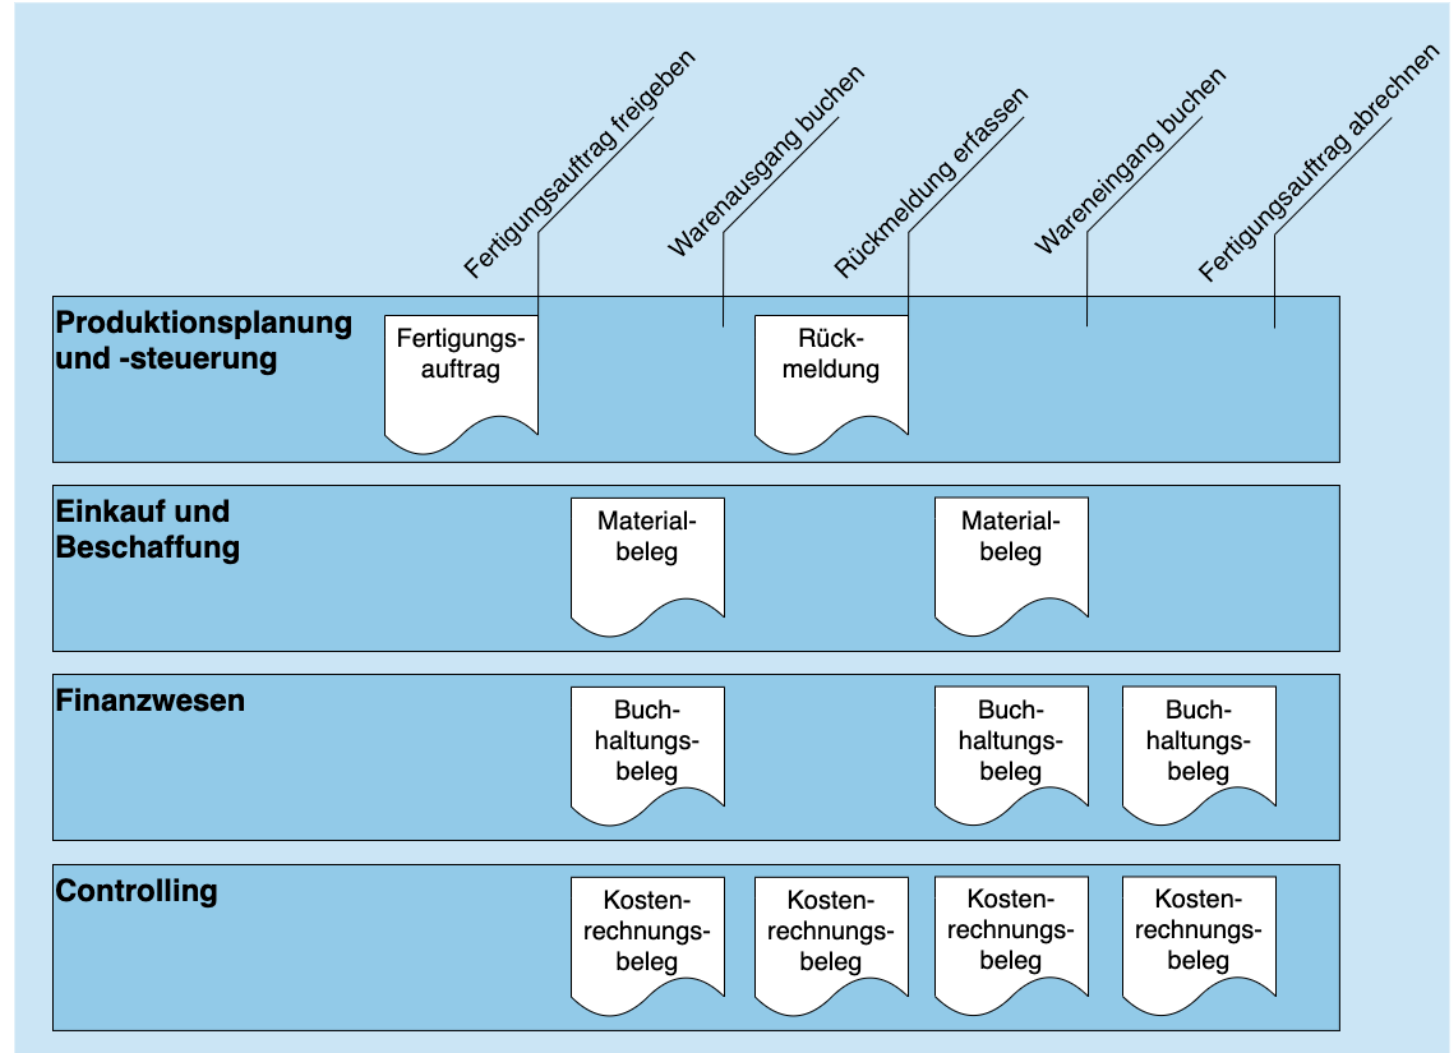 Fertigungsauftrag freigeben
Warenausgang buchen
Rückmeldung erfassen
Wareneingang buchen
Fertigungsauftrag abrechnen
Produktionsplanung
und -steuerung
Fertigungs-
auftrag
Rück-
meldung
Einkauf und
Beschaffung
Material-
beleg
Material-
beleg
Finanzwesen
Buch-
haltungs-
beleg
Buch-
haltungs-
beleg
Buch-
haltungs-
beleg
Controlling
Kosten-
rechnungs-
beleg
Kosten-
rechnungs-
beleg
Kosten-
rechnungs-
beleg
Kosten-
rechnungs-
beleg